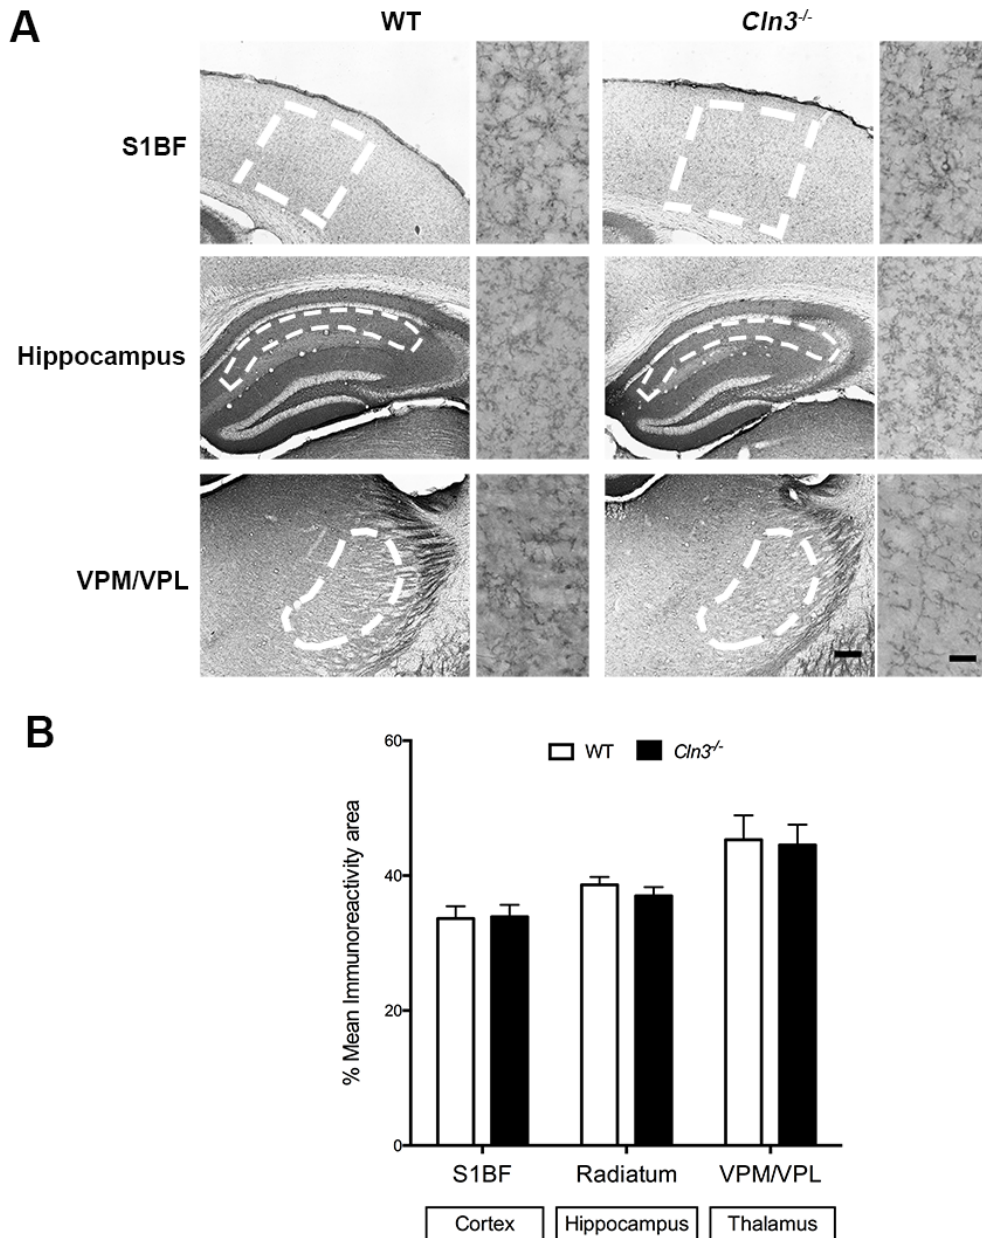 A
WT
Cln3-/-
S1BF
Hippocampus
VPM/VPL
B
% Mean Immunoreactivity area
60
40
20
0
WT
Cln3-/-
S1BF
Radiatum
VPM/VPL
Cortex
Hippocampus
Thalamus